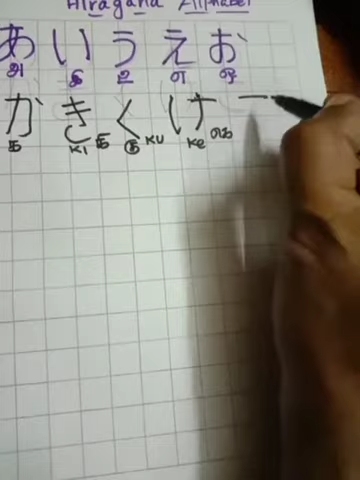 Hiragana Alphabet
あ い う え お
அ இ உ எ ஒ
か き く け
க KI கி கு KU Ke கெ